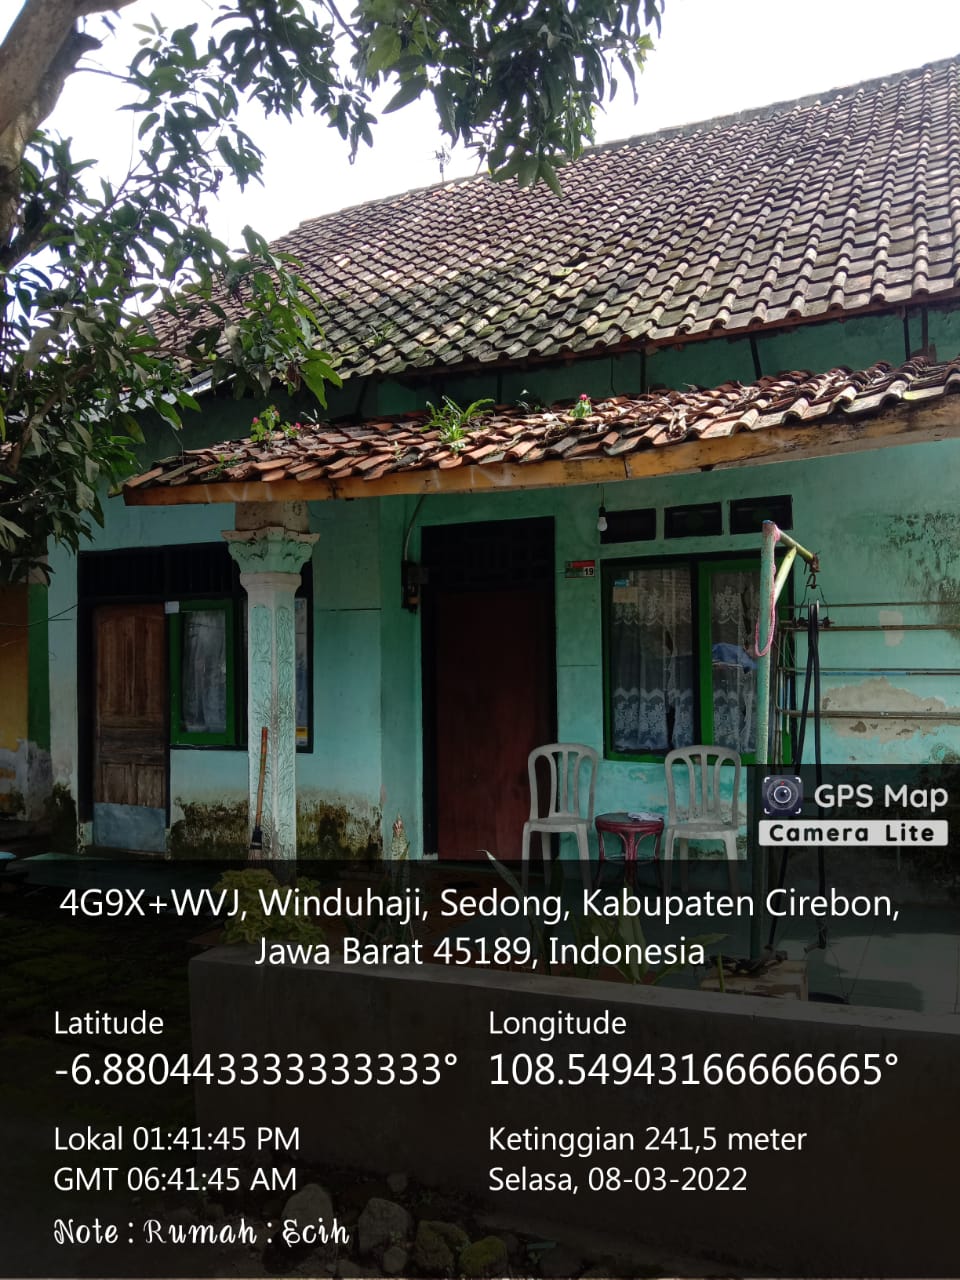 19
GPS Map
Camera Lite
4G9X+WVJ, Winduhaji, Sedong, Kabupaten Cirebon,
Jawa Barat 45189, Indonesia
Latitude
-6.880443333333333°
Longitude
108.54943166666665°
Lokal 01:41:45 PM
GMT 06:41:45 AM
Ketinggian 241,5 meter
Selasa, 08-03-2022
Note : Rumah : Ecih